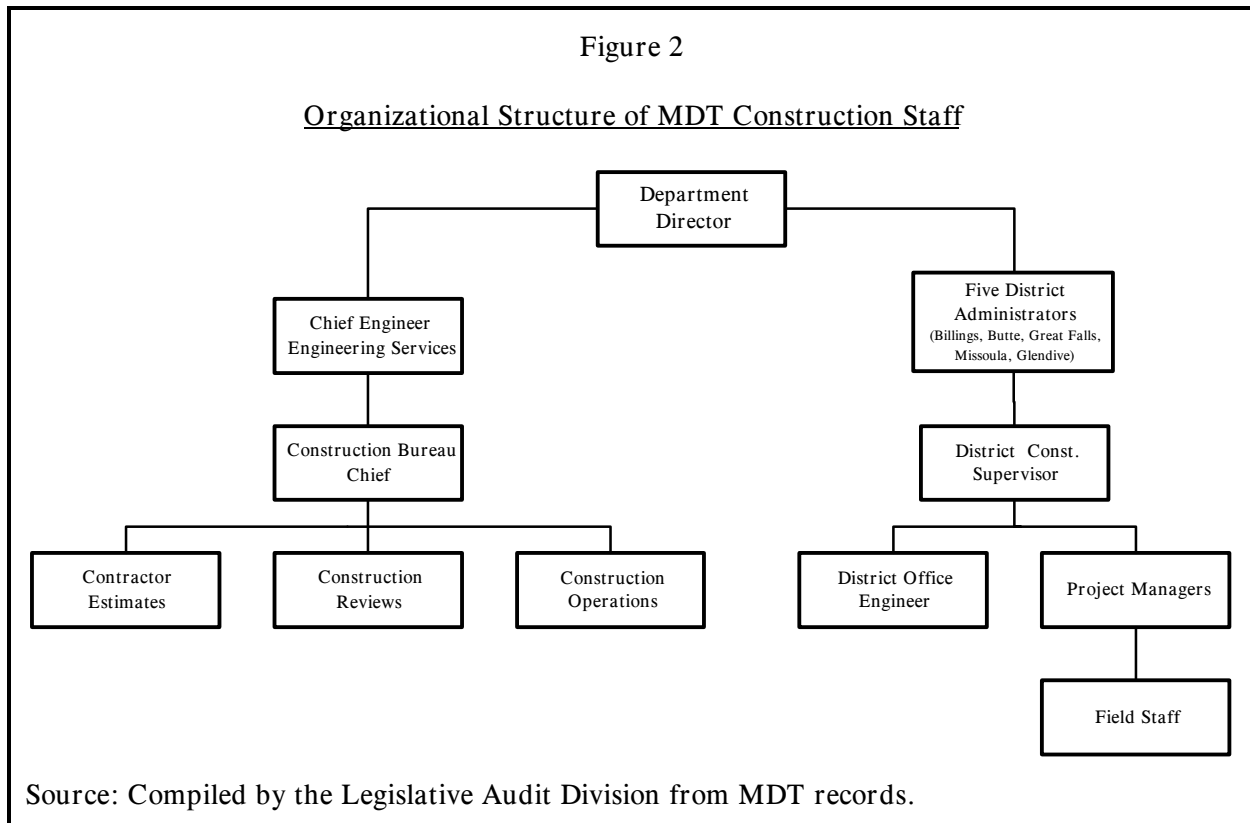 Figure 2
Organizational Structure of MDT Construction Staff
Department
Director
Chief Engineer
Engineering Services
Five District
Administrators
(Billings, Butte, Great Falls,
Missoula, Glendive)
Construction Bureau
Chief
District Const.
Supervisor
Contractor
Estimates
Construction
Reviews
Construction
Operations
District Office
Engineer
Project Managers
Field Staff
Source: Compiled by the Legislative Audit Division from MDT records.